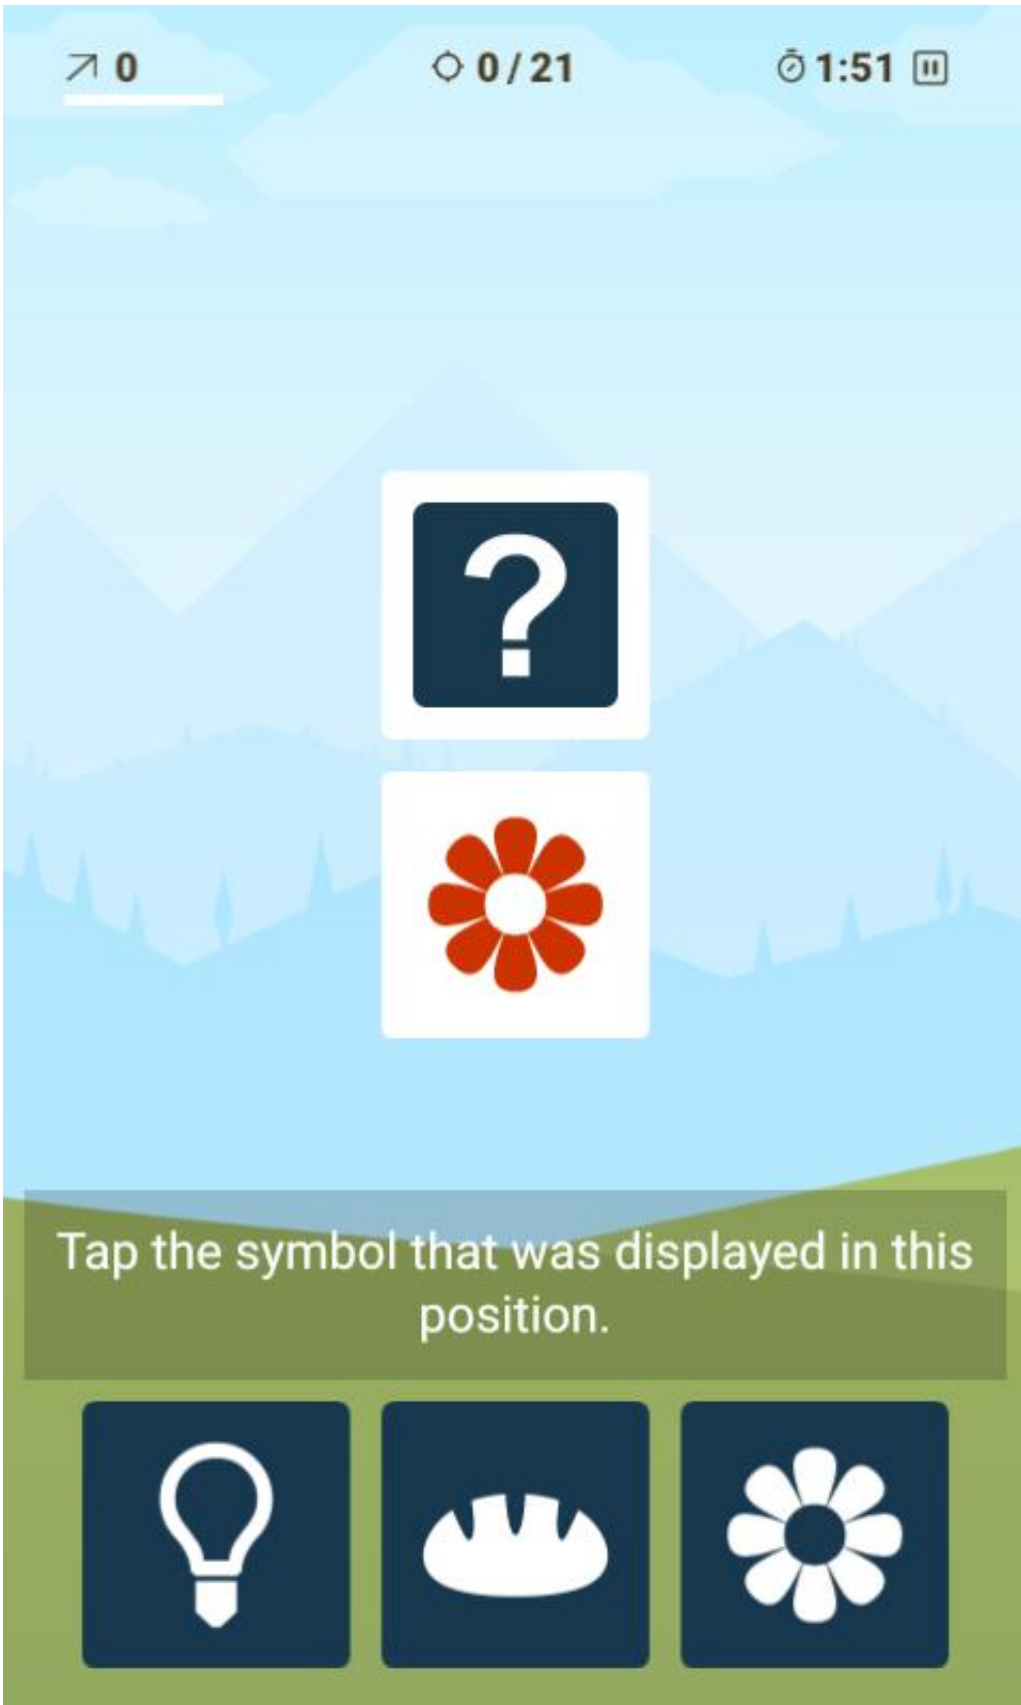 0
0/21
1:51
?
Tap the symbol that was displayed in this
position.